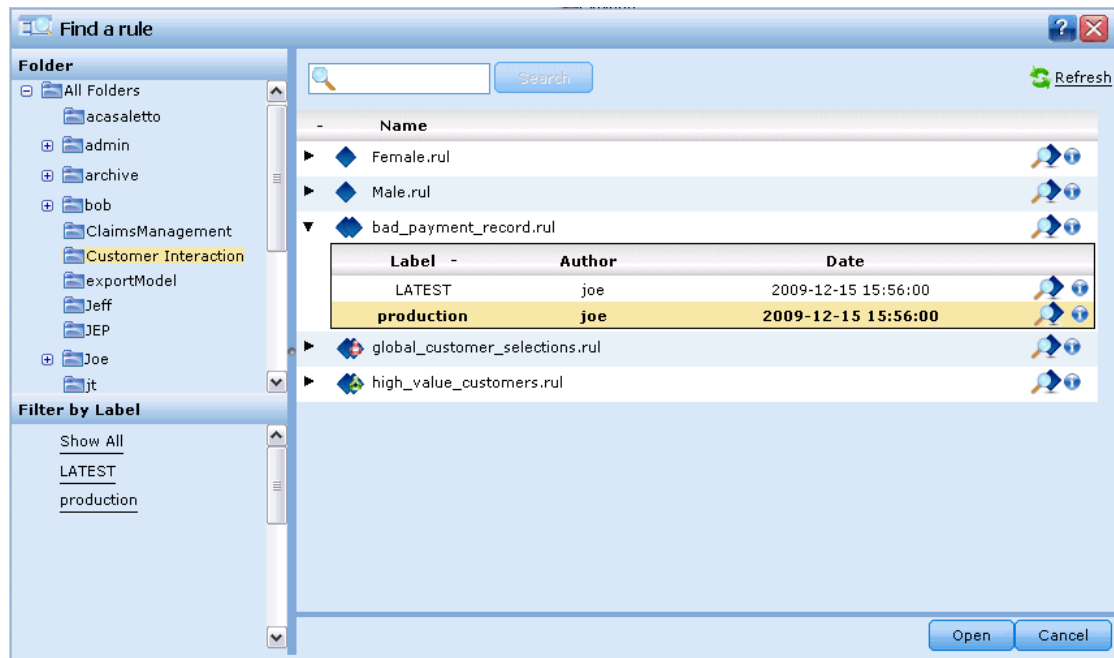 Find a rule
?
Folder
All Folders
acasaletto
admin
archive
bob
ClaimsManagement
Customer Interaction
exportModel
Jeff
JEP
Joe
jt
Filter by Label
Show All
LATEST
production
Search
Refresh
- Name
Female.rul
Male.rul
bad_payment_record.rul
Label - Author Date
LATEST joe 2009-12-15 15:56:00
production joe 2009-12-15 15:56:00
global_customer_selections.rul
high_value_customers.rul
Open Cancel